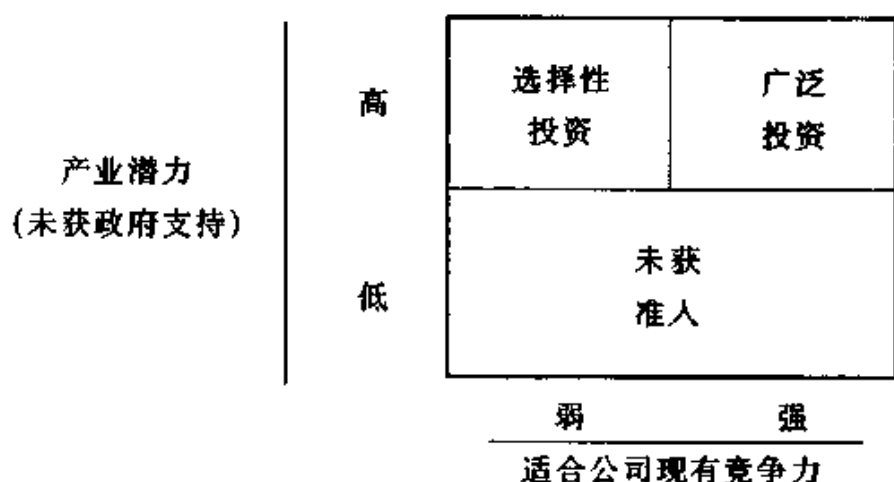 选择性
投资
广泛
投资
高
产业潜力
(未获政府支持)
未获
准人
低
弱
强
适合公司现有竞争力